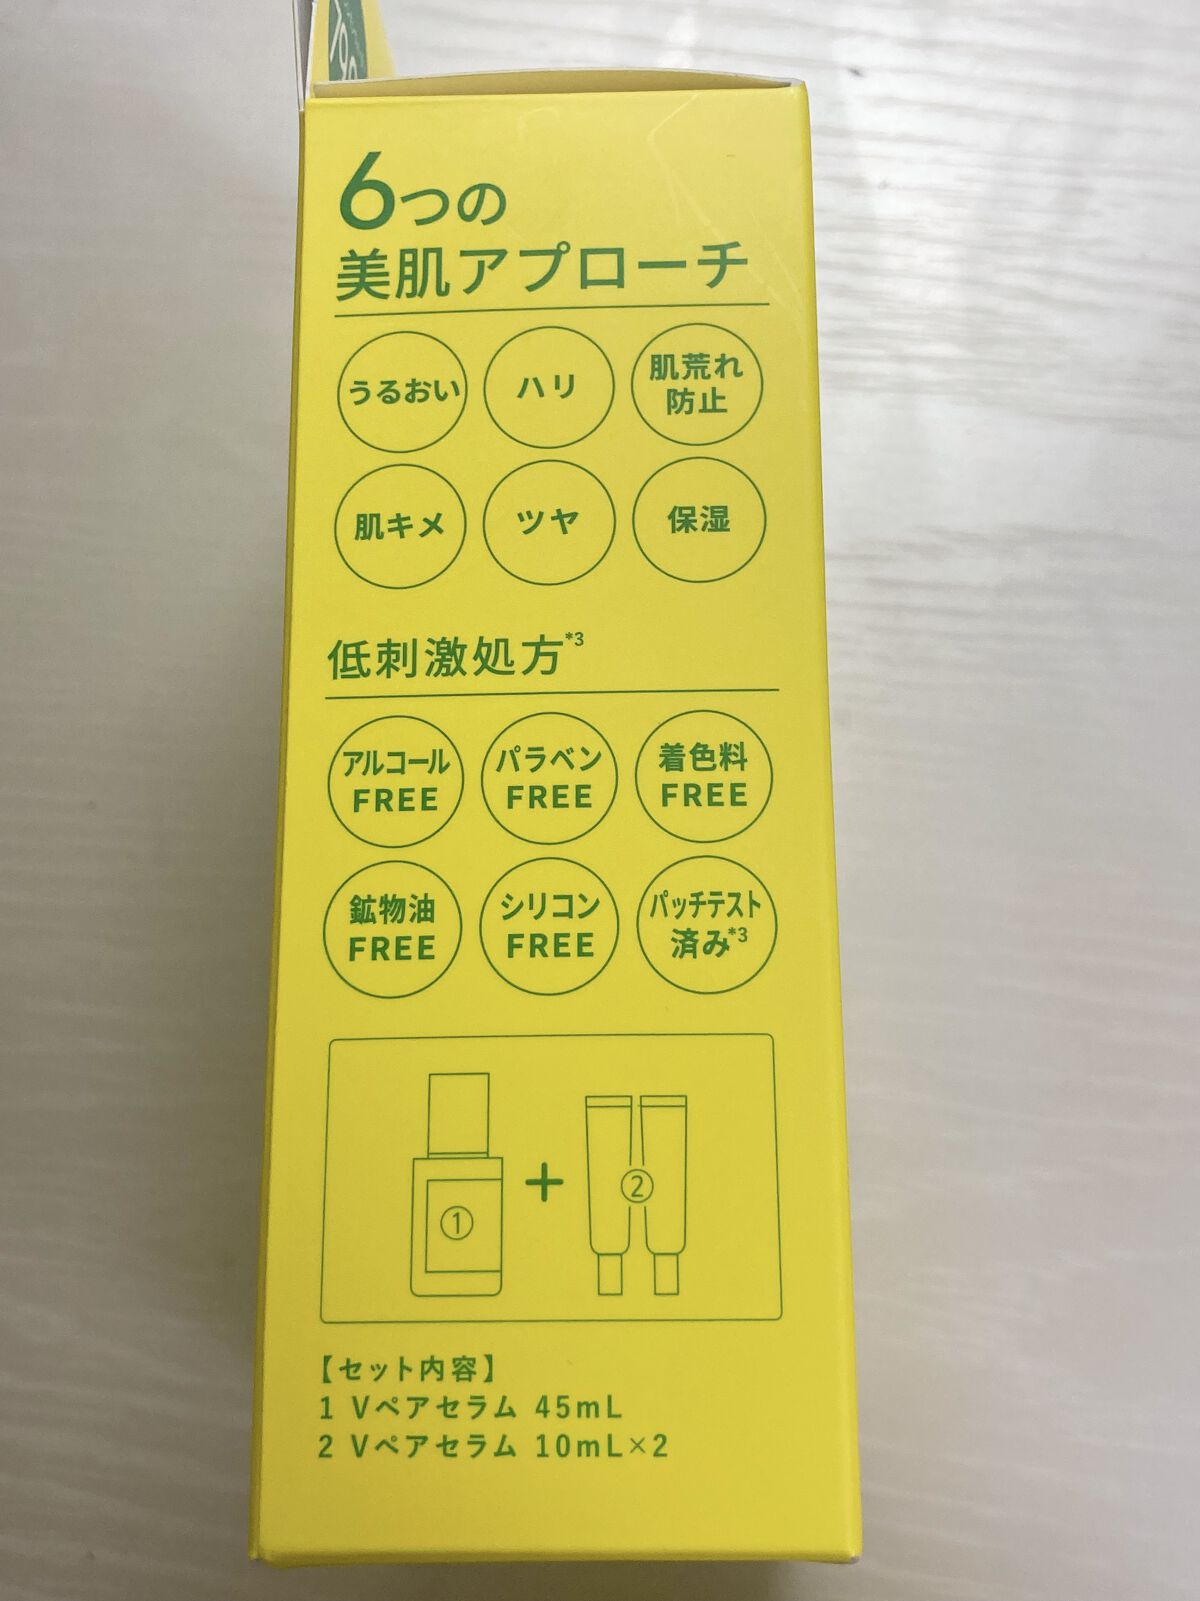 6つの
美肌アプローチ
うるおい
ハリ
肌荒れ
防止
肌キメ
ツヤ
保湿
低刺激処方*3
アルコール
FREE
パラベン
FREE
着色料
FREE
鉱物油
FREE
シリコン
FREE
パッチテスト
済み*3
1
+
2
【セット内容】
1 Vペアセラム 45mL
2 Vペアセラム 10mL×2